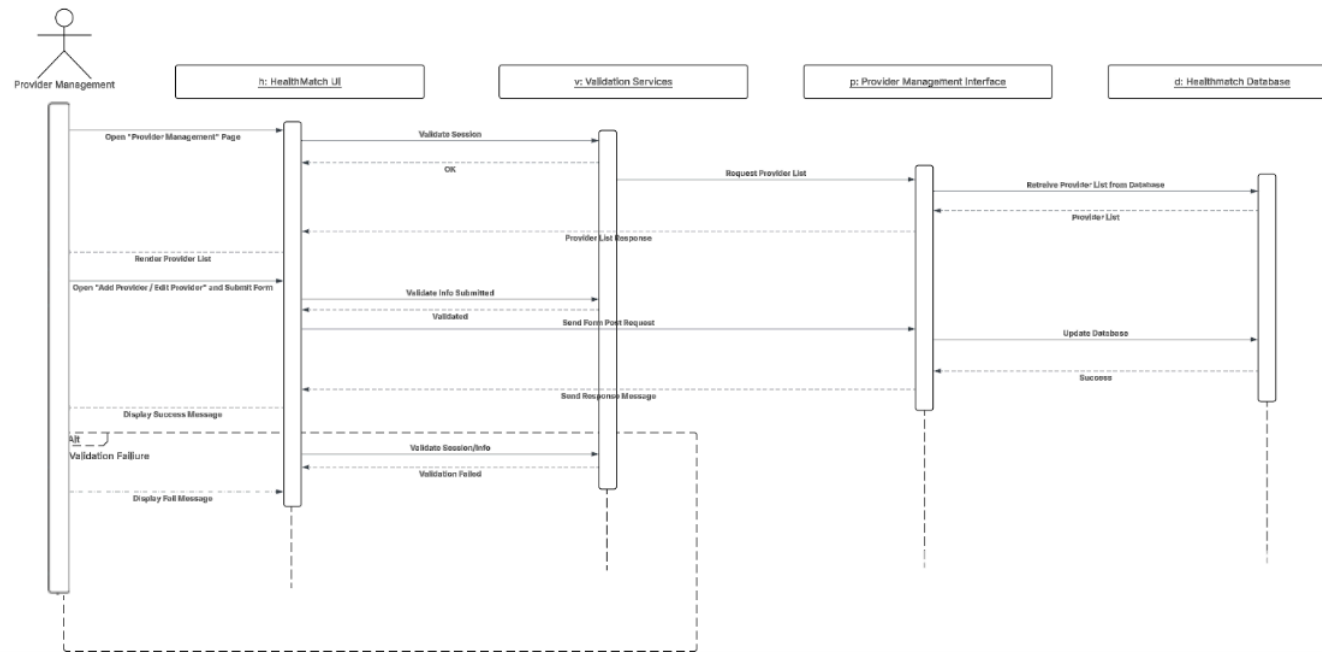 Provider Management
h: HealthMatch UI
v: Validation Services
p: Provider Management Interface
d: Healthmatch Database
Open "Provider Management" Page
Validate Session
OK
Request Provider List
Retreive Provider List from Database
Provider List
Provider List Response
Render Provider List
Open "Add Provider / Edit Provider" and Submit Form
Validate Info Submitted
Validated
Send Form Post Request
Update Database
Success
Send Response Message
Display Success Message
Alt
Validation Failure
Validate Session/Info
Validation Failed
Display Fail Message